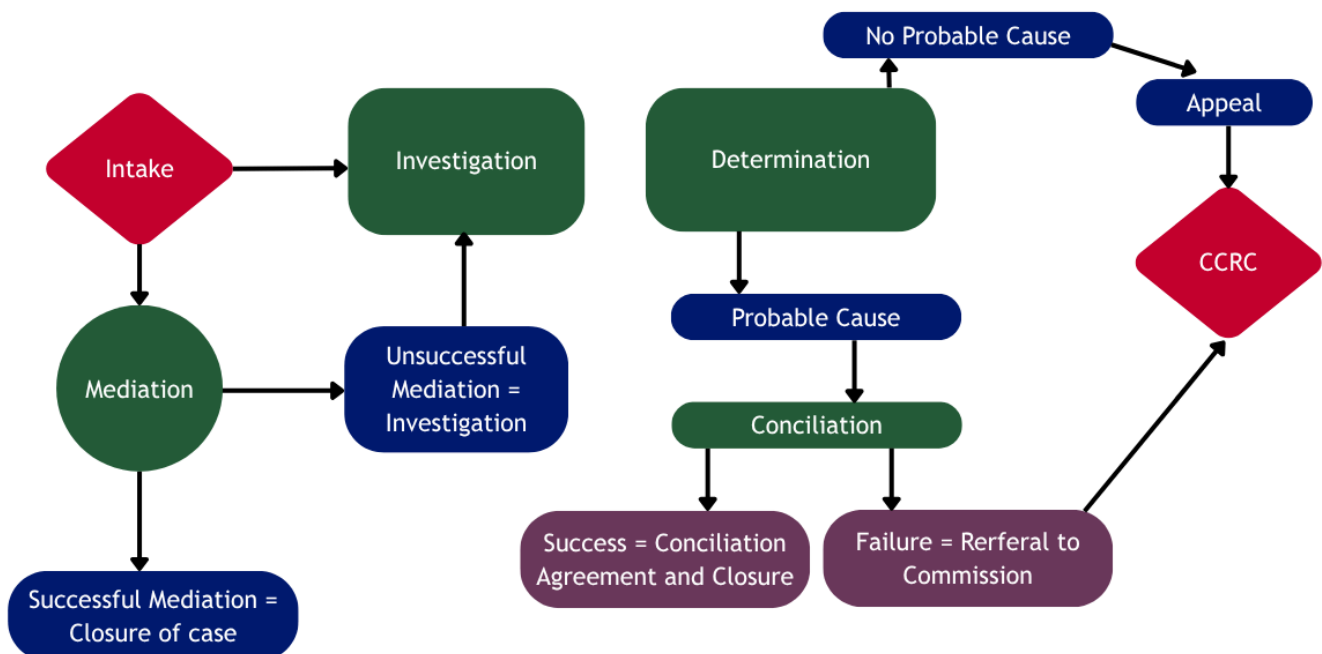 No Probable Cause
Appeal
Intake
Investigation
Determination
CCRC
Probable Cause
Unsuccessful
Mediation =
Investigation
Mediation
Conciliation
Success = Conciliation
Agreement and Closure
Failure = Rerferal to
Commission
Successful Mediation =
Closure of case